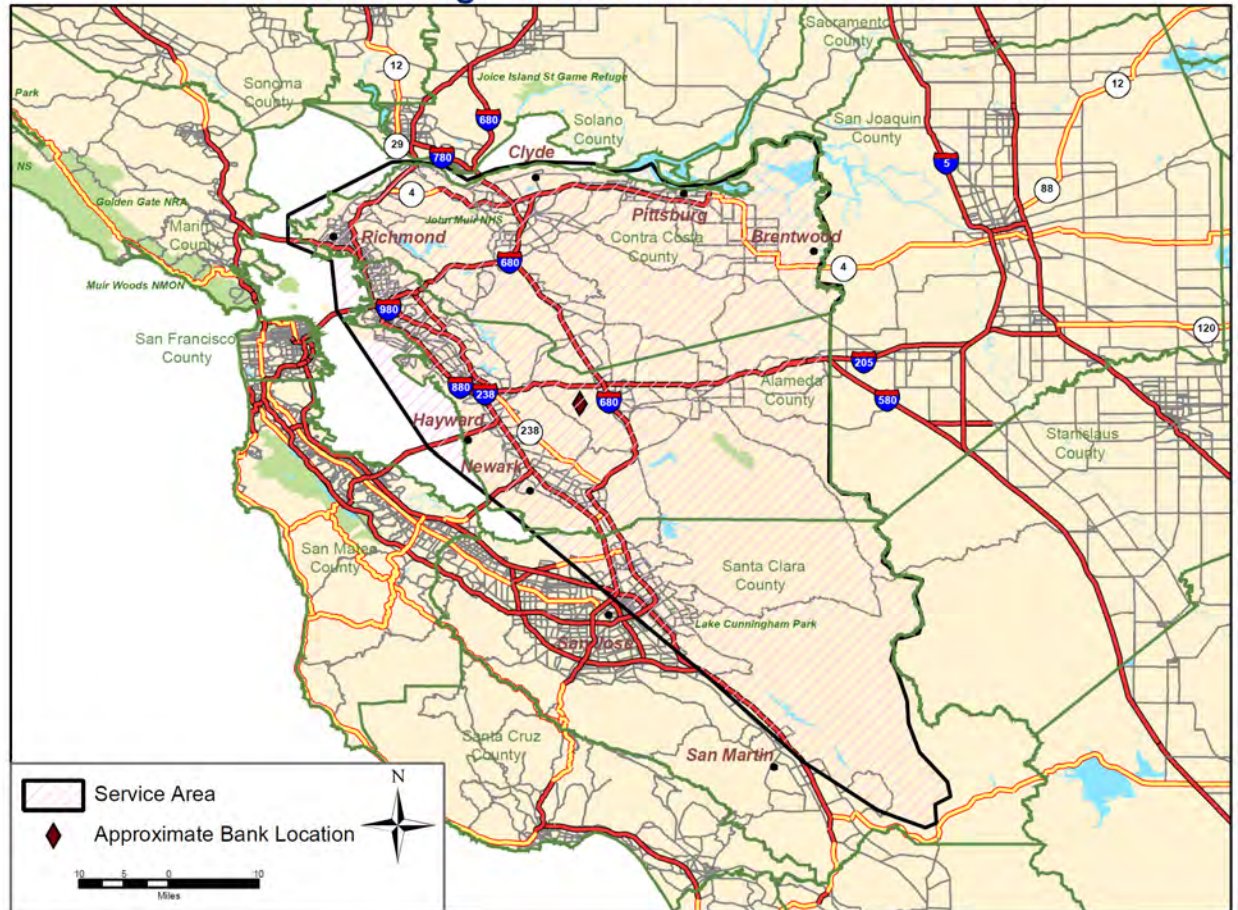 Sacramento
County
12
12
Sonoma
County
Joice Island St Game Refuge
Park
680
Solano
County
San Joaquin
County
29
780
Clyde
5
NS
4
88
Golden Gate NRA
John Muir NHS
Pittsburg
Marin
County
Richmond
Contra Costa
County
Brentwood
680
4
Muir Woods NMON
980
120
San Francisco
County
205
Alameda
County
880
238
680
580
Hayward
238
Stanislaus
County
Newark
San Mateo
County
Santa Clara
County
Lake Cunningham Park
San Jose
Santa Cruz
County
San Martin
N
Service Area
Approximate Bank Location
10 5 0 10
Miles